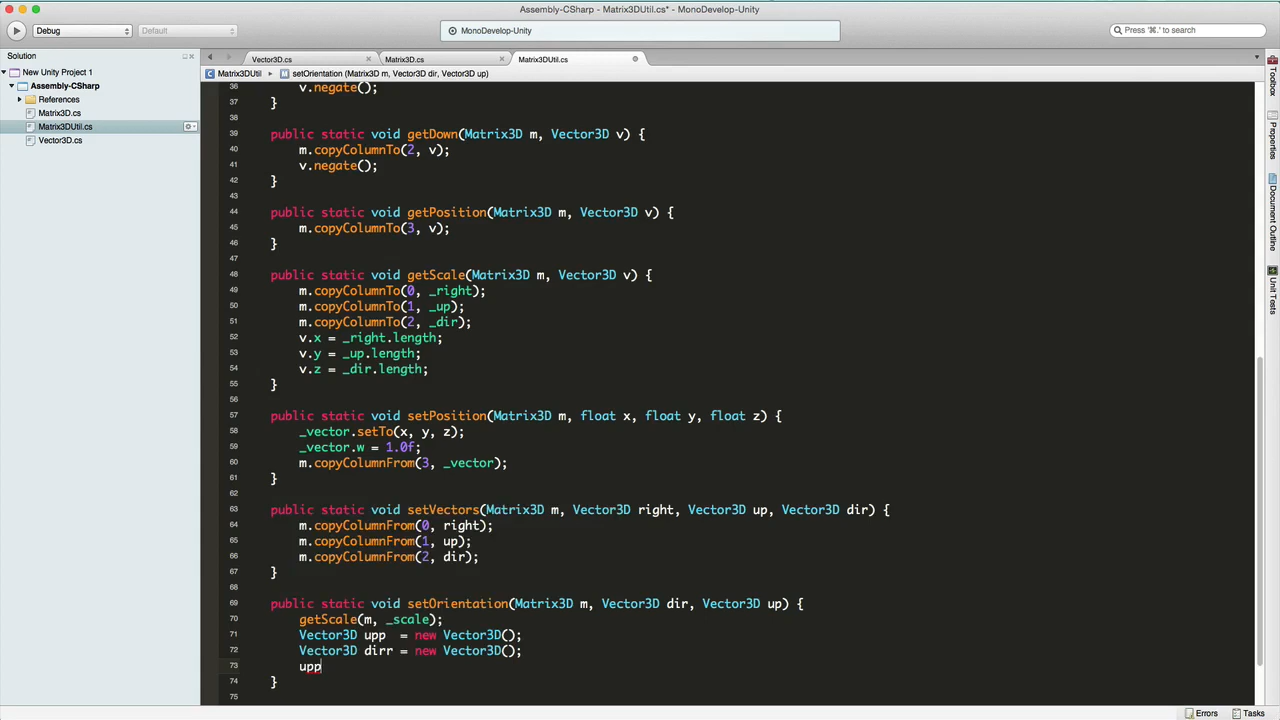 Assembly-CSharp - Matrix3DUtil.cs* - MonoDevelop-Unity
Debug
Default
MonoDevelop-Unity
Press '⌘.' to search
Solution
Vector3D.cs
Matrix3D.cs
Matrix3DUtil.cs
New Unity Project 1
Assembly-CSharp
References
Matrix3D.cs
Matrix3DUtil.cs
Vector3D.cs
Matrix3DUtil
setOrientation (Matrix3D m, Vector3D dir, Vector3D up)
36 v.negate();
37 }
38
39 public static void getDown(Matrix3D m, Vector3D v) {
40 m.copyColumnTo(2, v);
41 v.negate();
42 }
43
44 public static void getPosition(Matrix3D m, Vector3D v) {
45 m.copyColumnTo(3, v);
46 }
47
48 public static void getScale(Matrix3D m, Vector3D v) {
49 m.copyColumnTo(0, _right);
50 m.copyColumnTo(1, _up);
51 m.copyColumnTo(2, _dir);
52 v.x = _right.length;
53 v.y = _up.length;
54 v.z = _dir.length;
55 }
56
57 public static void setPosition(Matrix3D m, float x, float y, float z) {
58 _vector.setTo(x, y, z);
59 _vector.w = 1.0f;
60 m.copyColumnFrom(3, _vector);
61 }
62
63 public static void setVectors(Matrix3D m, Vector3D right, Vector3D up, Vector3D dir) {
64 m.copyColumnFrom(0, right);
65 m.copyColumnFrom(1, up);
66 m.copyColumnFrom(2, dir);
67 }
68
69 public static void setOrientation(Matrix3D m, Vector3D dir, Vector3D up) {
70 getScale(m, _scale);
71 Vector3D upp  = new Vector3D();
72 Vector3D dirr = new Vector3D();
73 upp
74 }
75
Toolbox
Properties
Document Outline
Unit Tests
Errors
Tasks